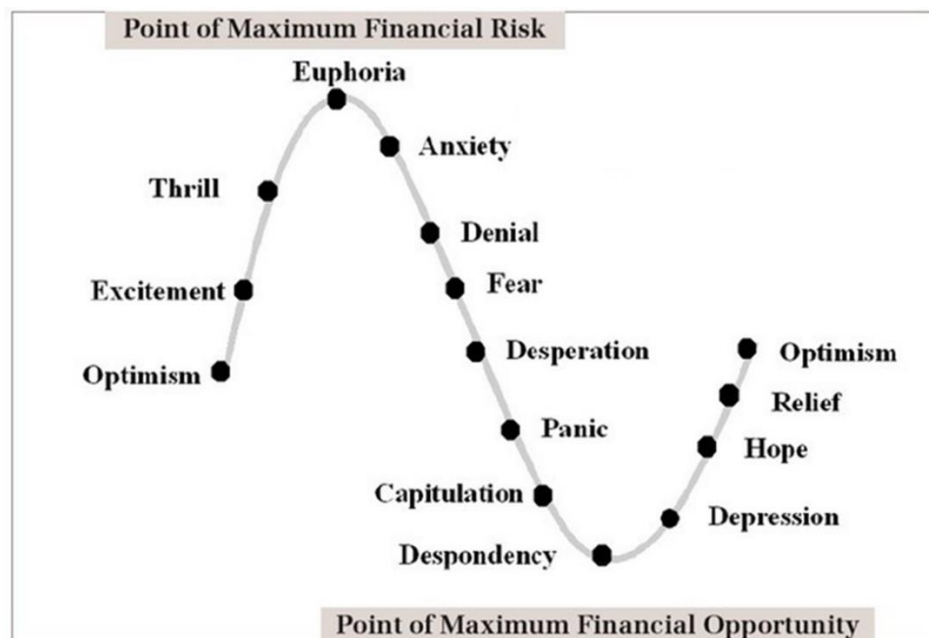 Point of Maximum Financial Risk
Euphoria
Anxiety
Thrill
Denial
Fear
Excitement
Desperation
Optimism
Optimism
Relief
Panic
Hope
Capitulation
Depression
Despondency
Point of Maximum Financial Opportunity